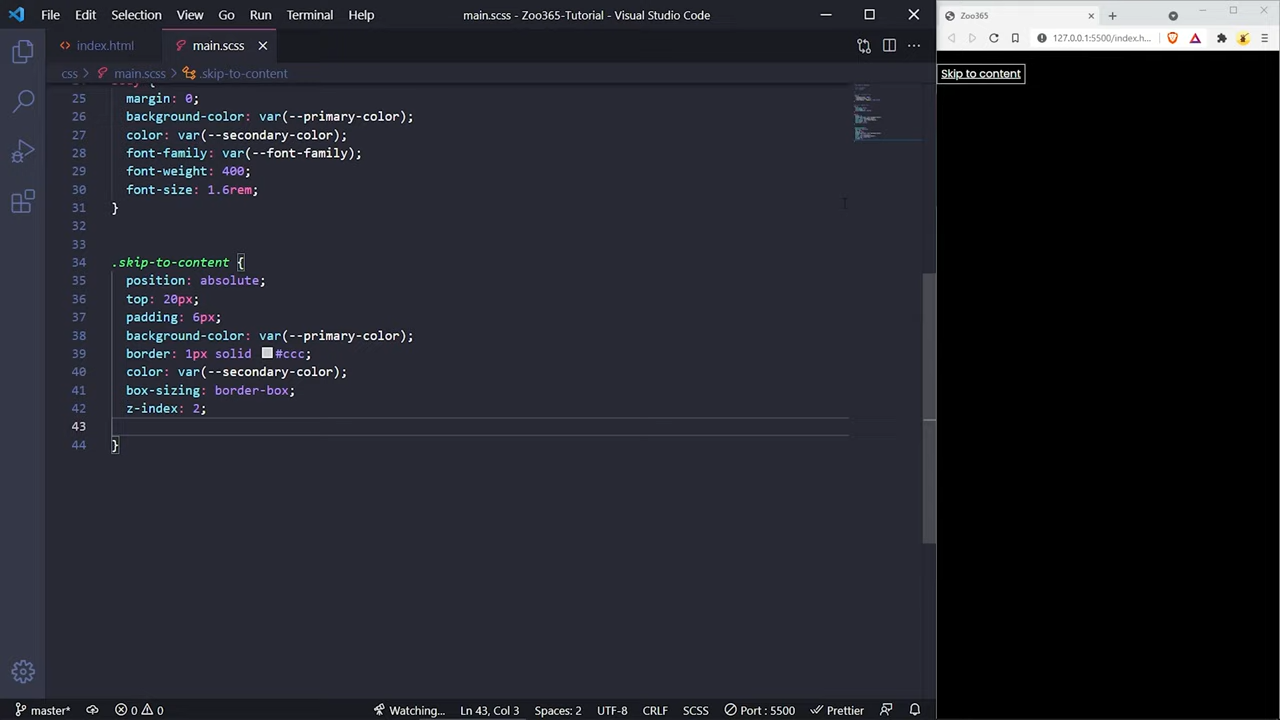 File Edit Selection View Go Run Terminal Help main.scss - Zoo365-Tutorial - Visual Studio Code
Zoo365
index.html main.scss
127.0.0.1:5500/index.h...
css > main.scss > .skip-to-content
Skip to content
25 margin: 0;
26 background-color: var(--primary-color);
27 color: var(--secondary-color);
28 font-family: var(--font-family);
29 font-weight: 400;
30 font-size: 1.6rem;
31 }
32
33
34 .skip-to-content {
35 position: absolute;
36 top: 20px;
37 padding: 6px;
38 background-color: var(--primary-color);
39 border: 1px solid #ccc;
40 color: var(--secondary-color);
41 box-sizing: border-box;
42 z-index: 2;
43
44 }
master* 0 0 Watching... Ln 43, Col 3 Spaces: 2 UTF-8 CRLF SCSS Port : 5500 Prettier